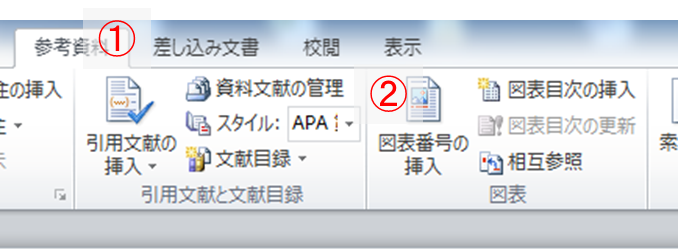 参考資料 ① 差し込み文書 校閲 表示
注の挿入
引用文献の
挿入
資料文献の管理
スタイル: APA
文献目録
引用文献と文献目録
②
図表番号の
挿入
図表目次の挿入
図表目次の更新
相互参照
図表
索